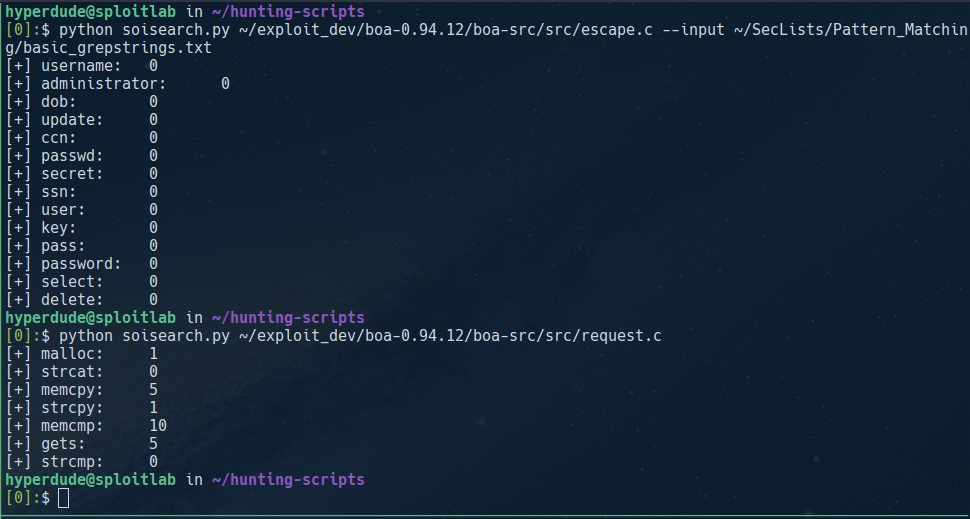 hyperdude@sploitlab in ~/hunting-scripts
[0]:$ python soisearch.py ~/exploit_dev/boa-0.94.12/boa-src/src/escape.c --input ~/SecLists/Pattern_Matchin
g/basic_grepstrings.txt
[+] username: 0
[+] administrator: 0
[+] dob: 0
[+] update: 0
[+] ccn: 0
[+] passwd: 0
[+] secret: 0
[+] ssn: 0
[+] user: 0
[+] key: 0
[+] pass: 0
[+] password: 0
[+] select: 0
[+] delete: 0
hyperdude@sploitlab in ~/hunting-scripts
[0]:$ python soisearch.py ~/exploit_dev/boa-0.94.12/boa-src/src/request.c
[+] malloc: 1
[+] strcat: 0
[+] memcpy: 5
[+] strcpy: 1
[+] memcmp: 10
[+] gets: 5
[+] strcmp: 0
hyperdude@sploitlab in ~/hunting-scripts
[0]:$